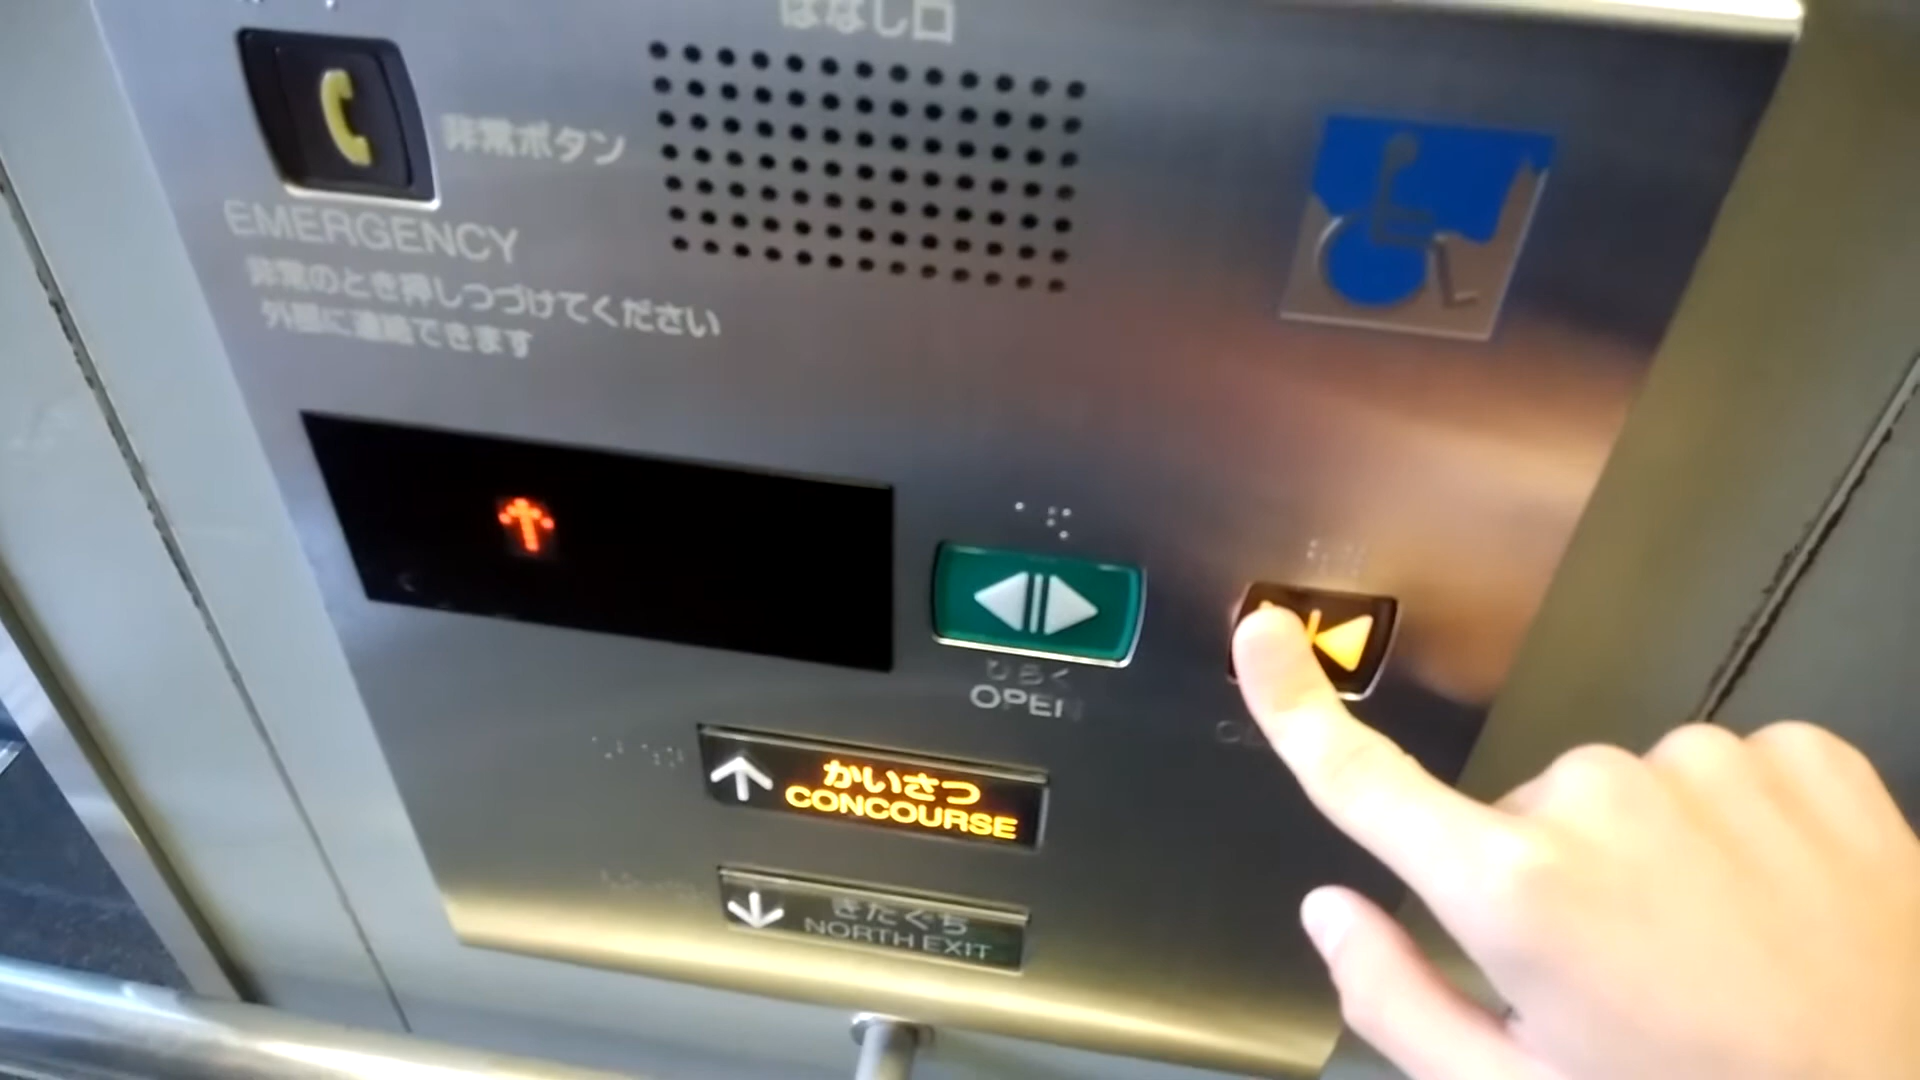 はなし口
非常ボタン
EMERGENCY
非常のとき押しつづけてください
外部に連絡できます
ひらく
OPEN
かいさつ
CONCOURSE
きたぐち
NORTH EXIT